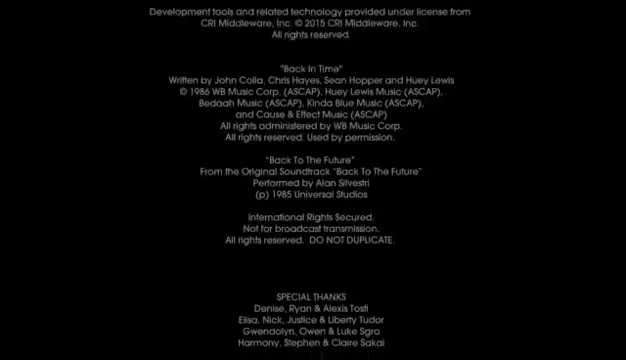 Development tools and related technology provided under license from
CRI Middleware, Inc. © 2015 CRI Middleware, Inc.
All rights reserved.
"Back In Time"
Written by John Colla, Chris Hayes, Sean Hopper and Huey Lewis
© 1986 WB Music Corp. (ASCAP), Huey Lewis Music (ASCAP),
Bedaah Music (ASCAP), Kinda Blue Music (ASCAP),
and Cause & Effect Music (ASCAP)
All rights administered by WB Music Corp.
All rights reserved. Used by permission.
"Back To The Future"
From the Original Soundtrack "Back To The Future"
Performed by Alan Silvestri
(p) 1985 Universal Studios
International Rights Secured.
Not for broadcast transmission.
All rights reserved. DO NOT DUPLICATE.
SPECIAL THANKS
Denise, Ryan & Alexis Tosti
Elisa, Nick, Justice & Liberty Tudor
Gwendolyn, Owen & Luke Sgro
Harmony, Stephen & Claire Sakai